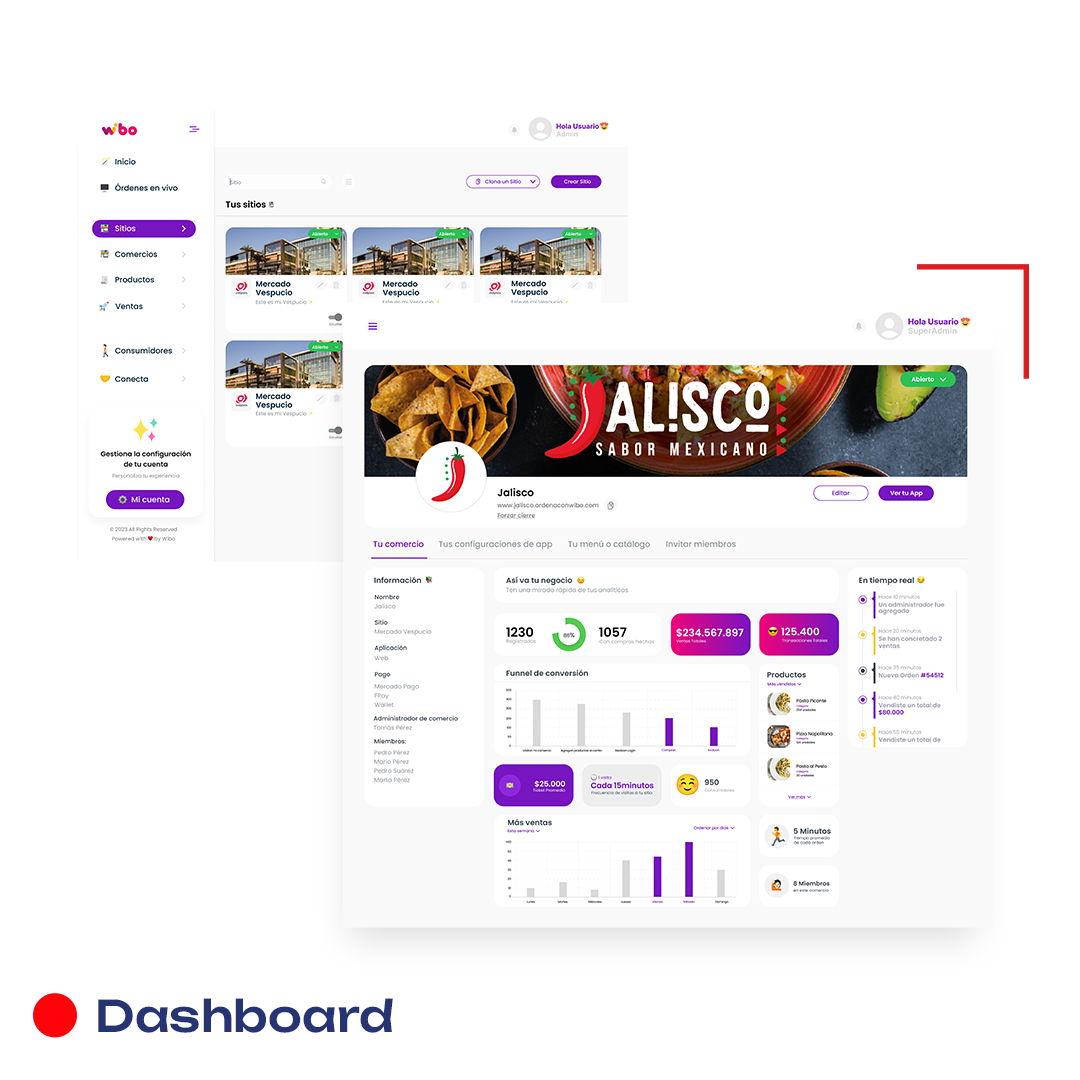 wibo
Hola Usuario
Admin
Inicio
Órdenes en vivo
Sitios
Comercios
Productos
Ventas
Consumidores
Conecta
Gestiona la configuración
de tu cuenta
Personaliza tu experiencia
Mi cuenta
© 2023 All Rights Reserved
Powered with ❤ by Wibo
Sitio
Clona un Sitio
Crear Sitio
Tus sitios
Abierto
Abierto
Abierto
Mercado
Vespucio
Este es mi Vespucio
Mercado
Vespucio
Este es mi Vespucio
Mercado
Vespucio
Este es mi Vespucio
Ocultar
Abierto
Mercado
Vespucio
Este es mi Vespucio
Ocultar
Hola Usuario
SuperAdmin
Abierto
JALISCO
SABOR MEXICANO
Jalisco
www.jalisco.ordenaconwibo.com
Forzar cierre
Editar
Ver tu App
Tu comercio
Tus configuraciones de app
Tu menú o catálogo
Invitar miembros
Información
Nombre
Jalisco
Sitio
Mercado Vespucio
Aplicación
Web
Pago
Mercado Pago
FPay
Wallet
Administrador de comercio
Tomás Pérez
Miembros:
Pedro Pérez
Mario Pérez
Pedro Suárez
Marta Pérez
Así va tu negocio
Ten una mirada rápida de tus analíticos
1230
Registrados
86%
1057
Con compras hechas
$234.567.897
Ventas Totales
125.400
Transacciones Totales
Funnel de conversión
Visitan mi comercio
Agregan productos al carrito
Realizan Login
Compran
$25.000
Ticket Promedio
1 visita
Cada 15minutos
Frecuencia de visitas a tu sitio
950
Consumidores
Más ventas
Esta semana
Ordenar por días
Lunes
Martes
Miércoles
Jueves
Viernes
Sábado
Domingo
Productos
Más vendidos
Pasta Picante
Pizza Napolitana
Pasta al Pesto
Ver más
5 Minutos
Tiempo promedio
de cada orden
8 Miembros
en este comercio
En tiempo real
Hace 10 minutos
Un administrador fue
agregado
Hace 20 minutos
Se han concretado 2
ventas
Hace 35 minutos
Nueva Orden #54512
Hace 40 minutos
Vendiste un total de
$80.000
Hace 55 minutos
Vendiste un total de
Dashboard